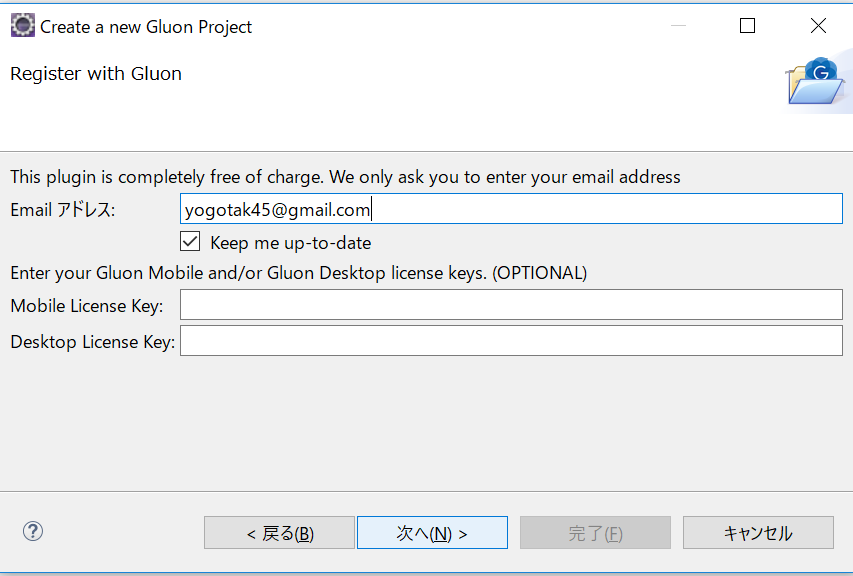 Create a new Gluon Project
Register with Gluon
G
This plugin is completely free of charge. We only ask you to enter your email address
Email アドレス: yogotak45@gmail.com
Keep me up-to-date
Enter your Gluon Mobile and/or Gluon Desktop license keys. (OPTIONAL)
Mobile License Key:
Desktop License Key:
? < 戻る(B) 次へ(N) > 完了(F) キャンセル